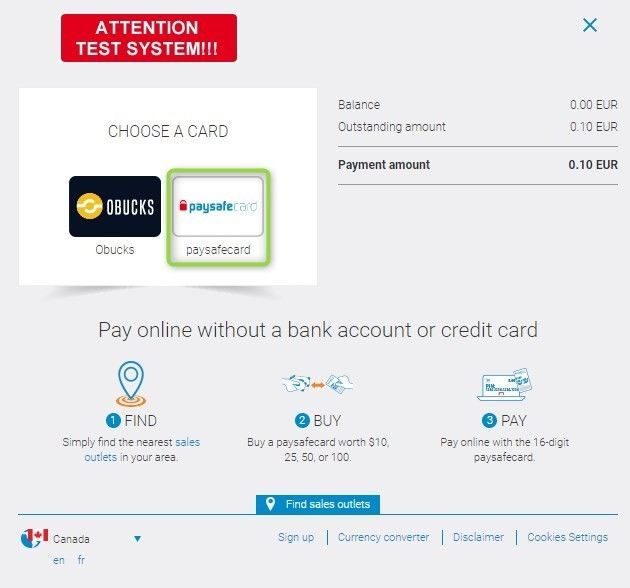 ATTENTION
TEST SYSTEM!!!
CHOOSE A CARD
OBUCKS
paysafecard
Obucks
paysafecard
Balance 0.00 EUR
Outstanding amount 0.10 EUR
Payment amount 0.10 EUR
Pay online without a bank account or credit card
1 FIND
Simply find the nearest sales
outlets in your area.
2 BUY
Buy a paysafecard worth $10,
25, 50, or 100.
3 PAY
Pay online with the 16-digit
paysafecard.
Find sales outlets
Canada
en fr
Sign up
Currency converter
Disclaimer
Cookies Settings